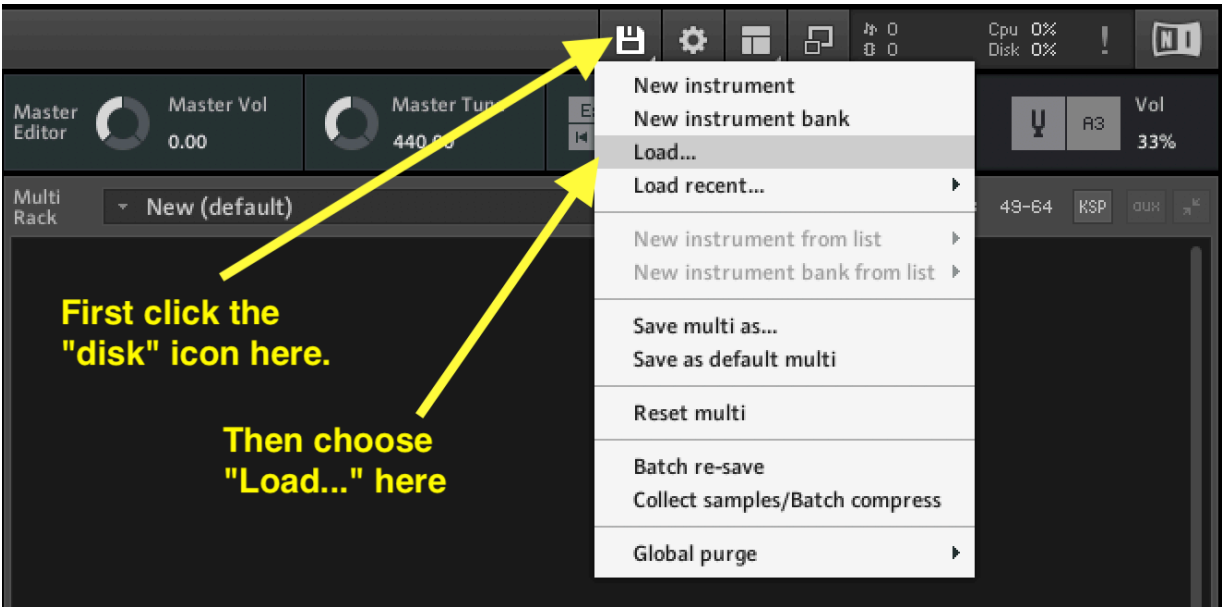 ♪ 0
0
Cpu 0%
Disk 0%
!
NI
Master
Editor
Master Vol
0.00
Master Tun
440.00
A3
Vol
33%
Multi
Rack
New (default)
49-64
KSP
aux
New instrument
New instrument bank
Load...
Load recent...
New instrument from list
New instrument bank from list
Save multi as...
Save as default multi
Reset multi
Batch re-save
Collect samples/Batch compress
Global purge
First click the
"disk" icon here.
Then choose
"Load..." here